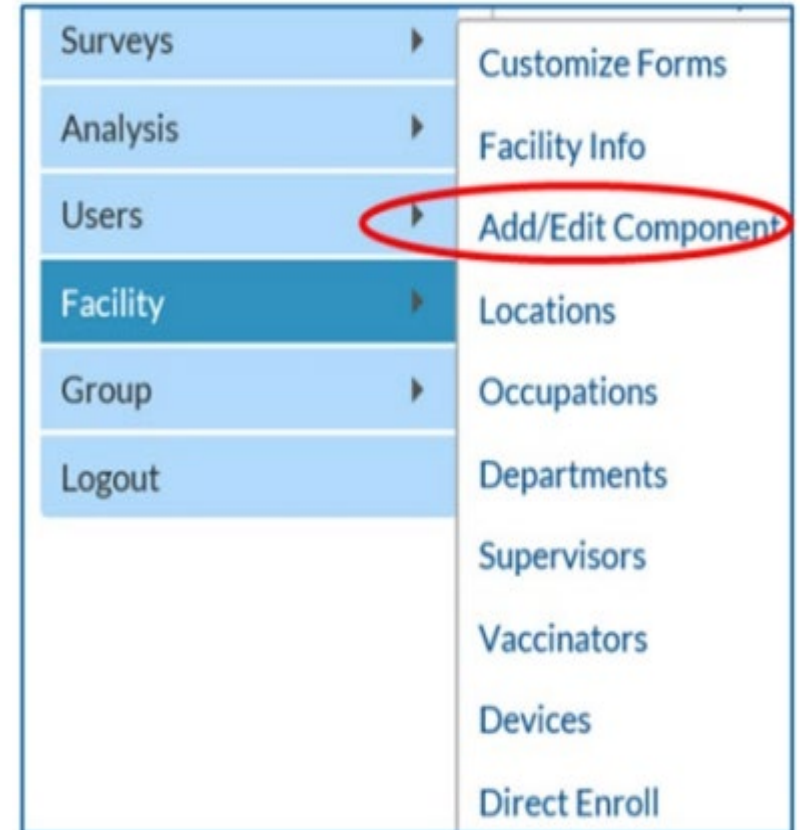 Surveys
Analysis
Users
Facility
Group
Logout
Customize Forms
Facility Info
Add/Edit Component
Locations
Occupations
Departments
Supervisors
Vaccinators
Devices
Direct Enroll